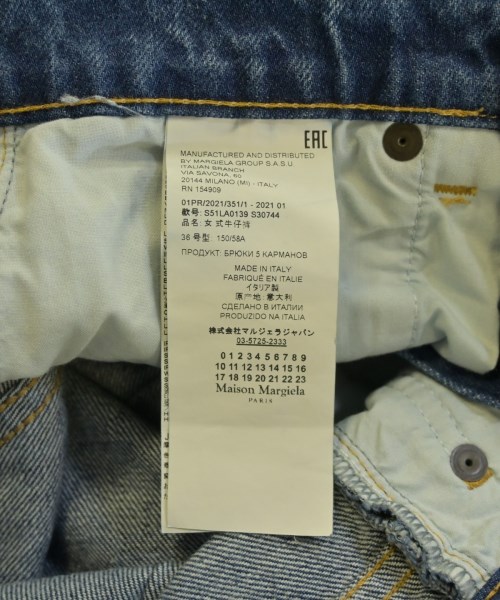 EAC
MANUFACTURED AND DISTRIBUTED
BY MARGIELA GROUP S.A.S.U.
ITALIAN BRANCH
VIA SAVONA, 60
20144 MILANO (MI) - ITALY
RN 154909
01PR/2021/351/1 - 2021 01
款号: S51LA0139 S30744
品名: 女式牛仔裤
36 号型: 150/58A
ПРОДУКТ: БРЮКИ 5 КАРМАНОВ
MADE IN ITALY
FABRIQUÉ EN ITALIE
イタリア製
原产地: 意大利
СДЕЛАНО В ИТАЛИИ
PRODUZIDO NA ITALIA
株式会社マルジェラジャパン
03-5725-2333
0 1 2 3 4 5 6 7 8 9
10 11 12 13 14 15 16
17 18 19 20 21 22 23
Maison Margiela
PARIS